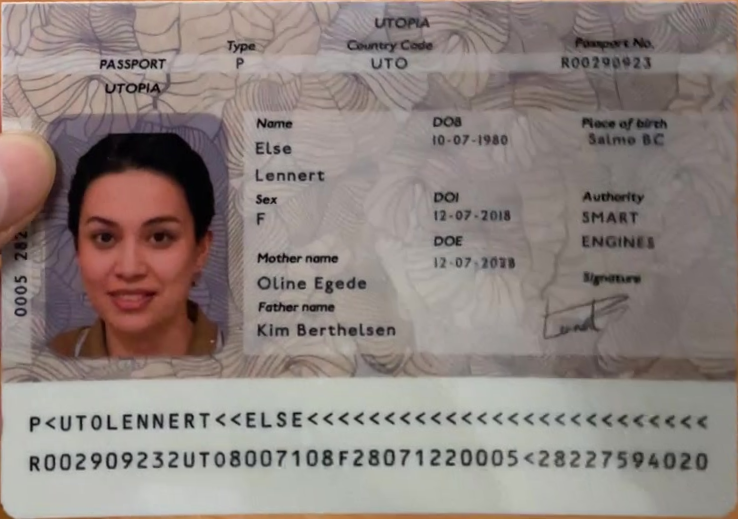 UTOPIA
Type Country Code Passport No.
PASSPORT P UTO R00290923
UTOPIA
Name DOB Place of birth
Else 10-07-1980 Salmo BC
Lennert
Sex DOI Authority
F 12-07-2018 SMART
DOE ENGINES
Mother name 12-07-2028
Oline Egede Signature
Father name
Kim Berthelsen
0005 282
P<UTOLENNERT<<ELSE<<<<<<<<<<<<<<<<<<<<<<<<<<
R002909232UTO8007108F28071220005<28227594020